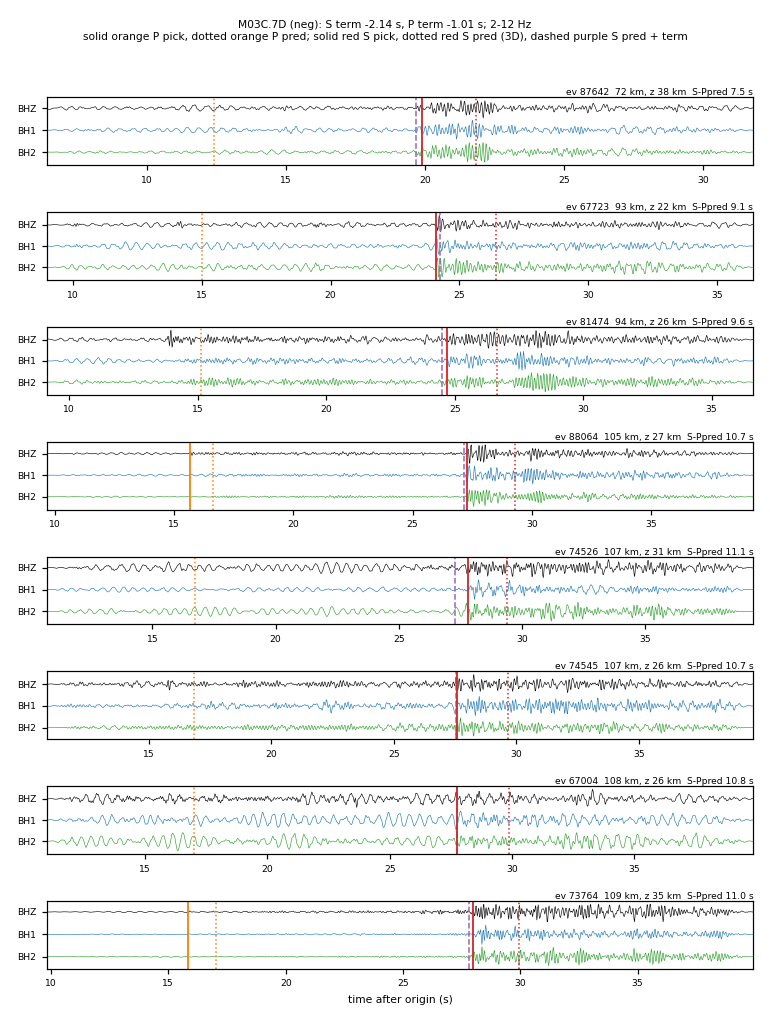 M03C.7D (neg): S term -2.14 s, P term -1.01 s; 2-12 Hz
solid orange P pick, dotted orange P pred; solid red S pick, dotted red S pred (3D), dashed purple S pred + term
ev 87642 72 km, z 38 km S-Ppred 7.5 s
BHZ
BH1
BH2
10 15 20 25 30
ev 67723 93 km, z 22 km S-Ppred 9.1 s
BHZ
BH1
BH2
10 15 20 25 30 35
ev 81474 94 km, z 26 km S-Ppred 9.6 s
BHZ
BH1
BH2
10 15 20 25 30 35
ev 88064 105 km, z 27 km S-Ppred 10.7 s
BHZ
BH1
BH2
10 15 20 25 30 35
ev 74526 107 km, z 31 km S-Ppred 11.1 s
BHZ
BH1
BH2
15 20 25 30 35
ev 74545 107 km, z 26 km S-Ppred 10.7 s
BHZ
BH1
BH2
15 20 25 30 35
ev 67004 108 km, z 26 km S-Ppred 10.8 s
BHZ
BH1
BH2
15 20 25 30 35
ev 73764 109 km, z 35 km S-Ppred 11.0 s
BHZ
BH1
BH2
10 15 20 25 30 35
time after origin (s)